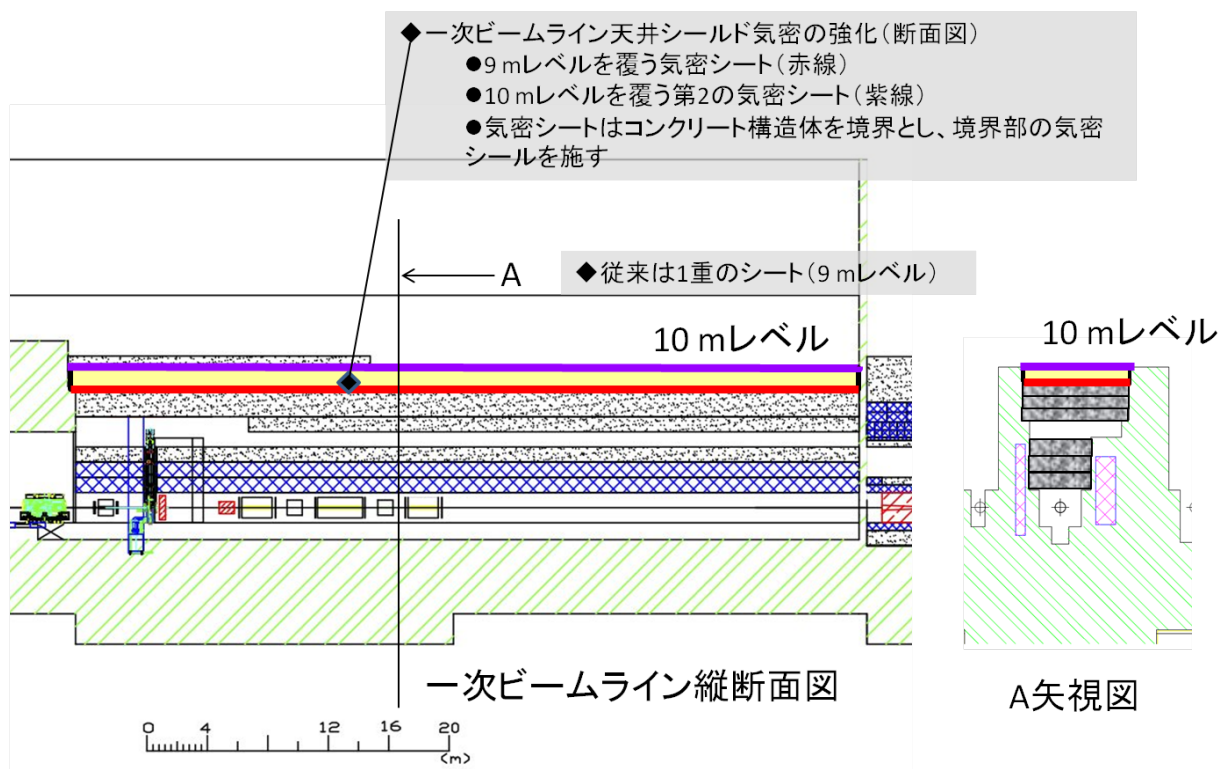 ◆一次ビームライン天井シールド気密の強化(断面図)
●9 mレベルを覆う気密シート(赤線)
●10 mレベルを覆う第2の気密シート(紫線)
●気密シートはコンクリート構造体を境界とし、境界部の気密
シールを施す
A
◆従来は1重のシート(9 mレベル)
10 mレベル
10 mレベル
一次ビームライン縦断面図
A矢視図
0 4 12 16 20
(m)